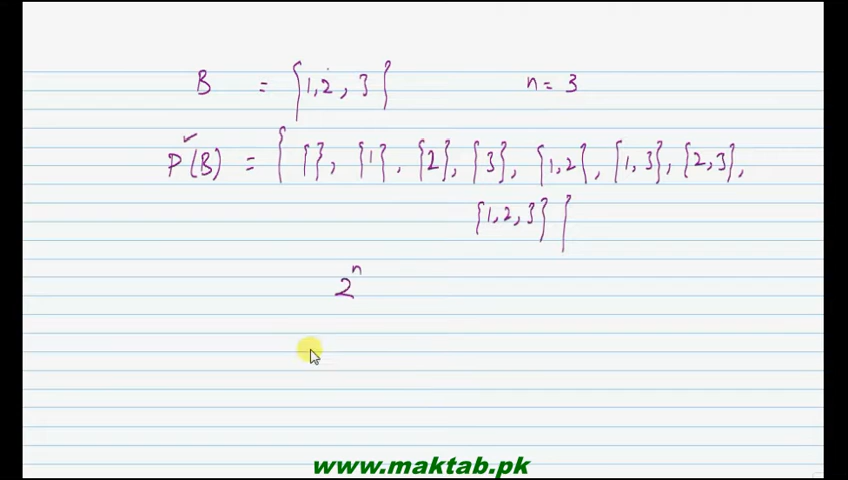 B = {1,2, 3} n = 3
P(B) = { {}, {1}, {2}, {3}, {1,2}, {1,3}, {2,3},
{1,2,3} }
2ⁿ
www.maktab.pk